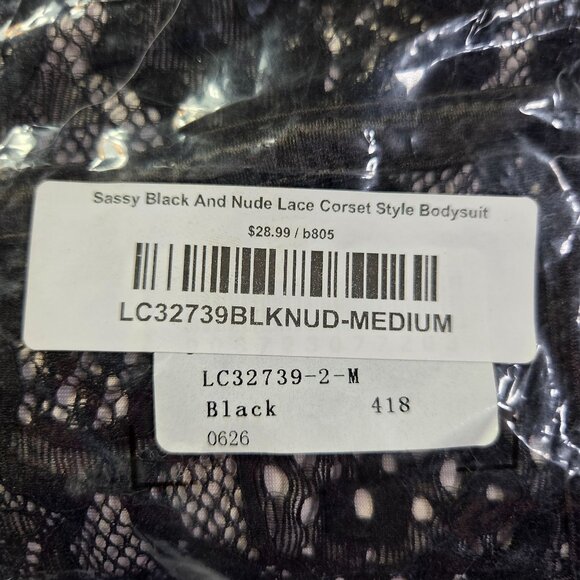 Sassy Black And Nude Lace Corset Style Bodysuit
$28.99 / b805
LC32739BLKNUD-MEDIUM
LC32739-2-M
Black 418
0626